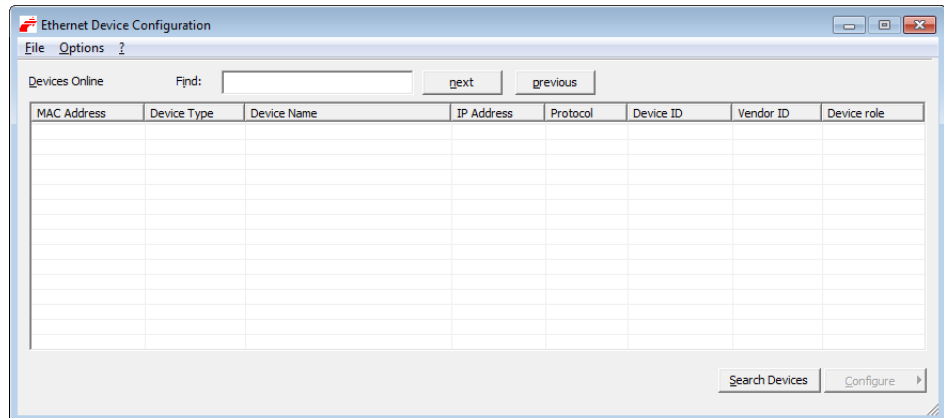 Ethernet Device Configuration
File Options ?
Devices Online Find: next previous
MAC Address Device Type Device Name IP Address Protocol Device ID Vendor ID Device role
Search Devices Configure